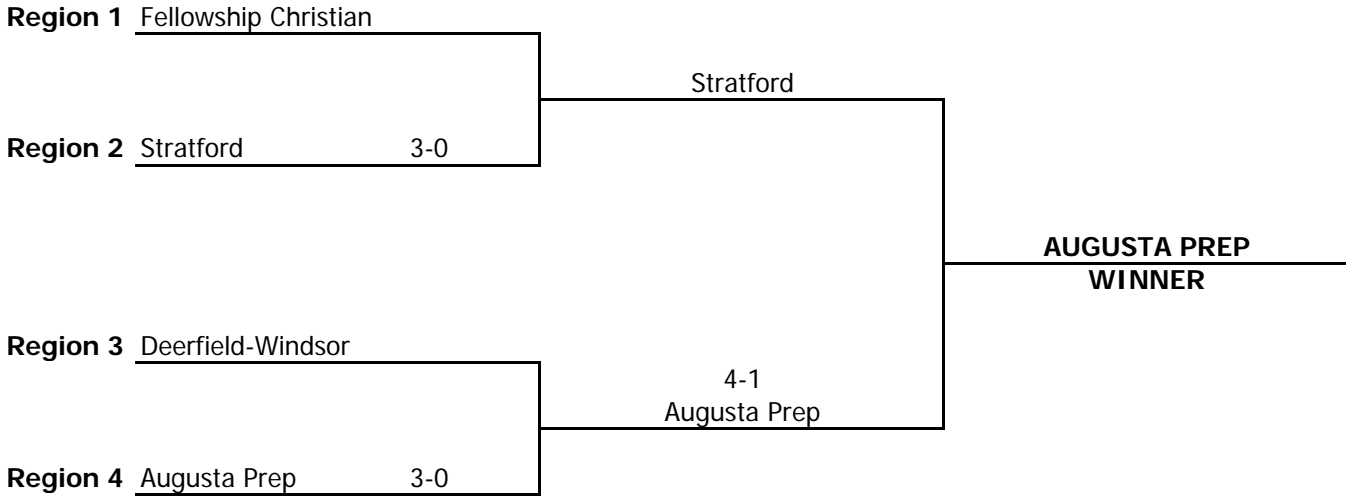 Region 1 Fellowship Christian
Stratford
Region 2 Stratford 3-0
AUGUSTA PREP
WINNER
Region 3 Deerfield-Windsor
4-1
Augusta Prep
Region 4 Augusta Prep 3-0